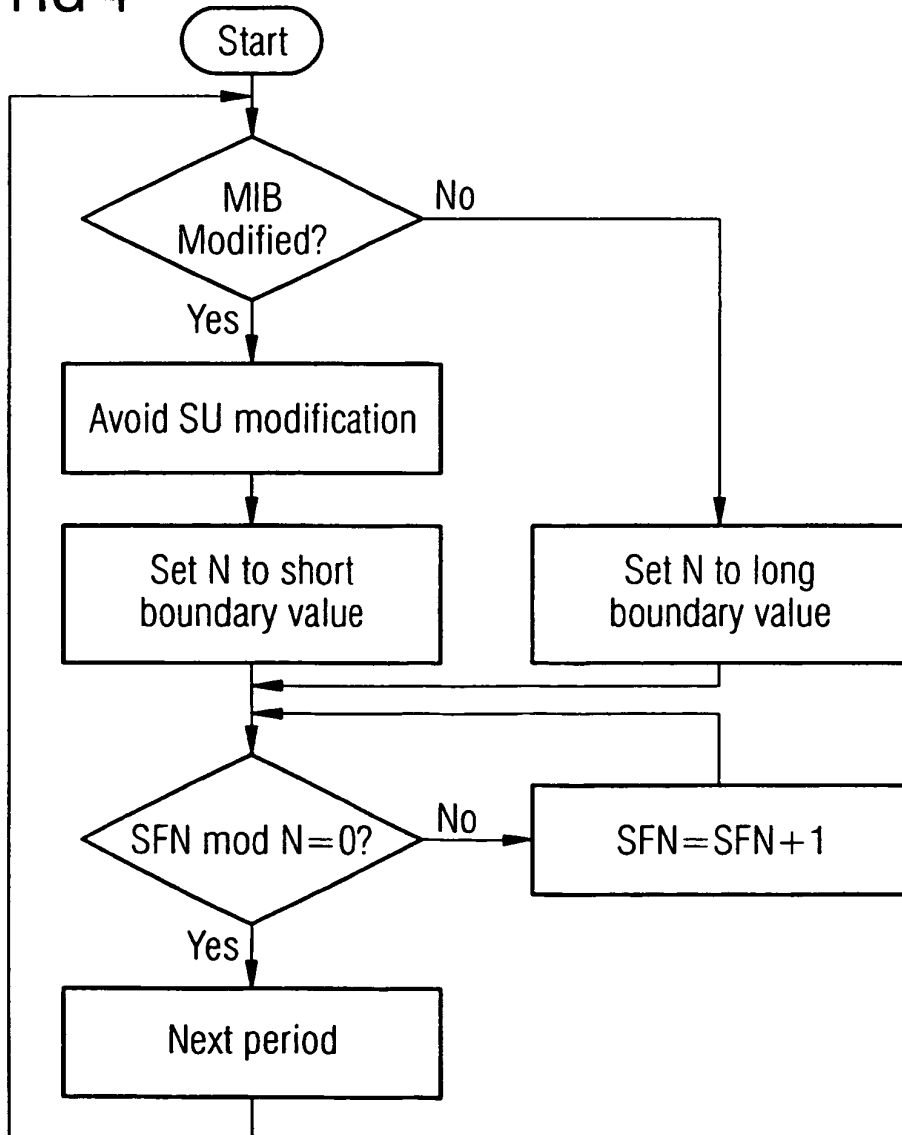 Start
MIB
Modified?
No
Yes
Avoid SU modification
Set N to short
boundary value
Set N to long
boundary value
SFN mod N=0?
No
SFN=SFN+1
Yes
Next period